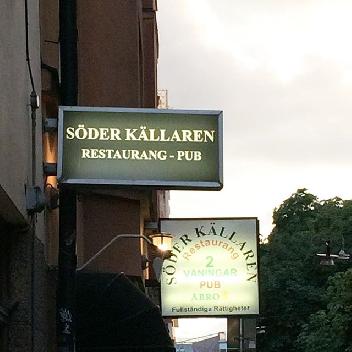 SÖDER KÄLLAREN
RESTAURANG - PUB
SÖDER KÄLLAREN
Restaurang
2
VÅNINGAR
PUB
ÅBRO
Fullständiga Rättigheter